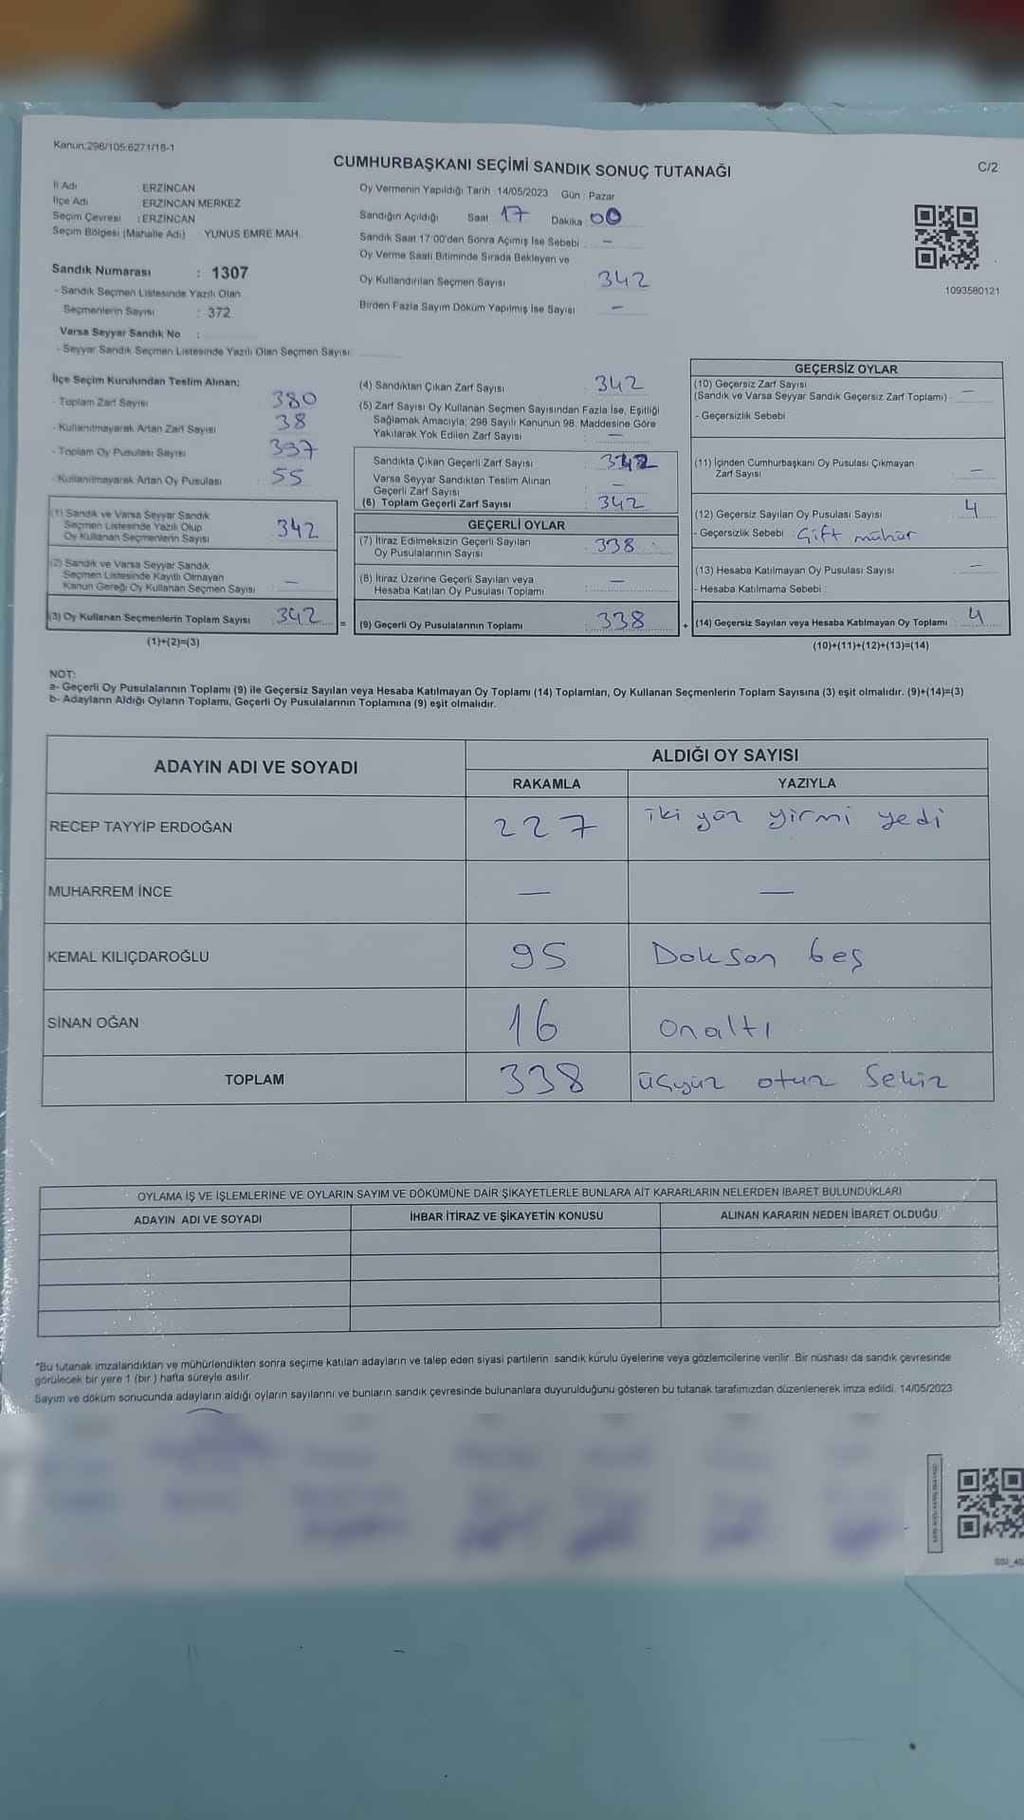 Kanun:298/105:6271/18-1
CUMHURBAŞKANI SEÇİMİ SANDIK SONUÇ TUTANAĞI
C/2
İl Adı ERZİNCAN
İlçe Adı ERZİNCAN MERKEZ
Seçim Çevresi : ERZİNCAN
Seçim Bölgesi (Mahalle Adı) YUNUS EMRE MAH.
Sandık Numarası : 1307
- Sandık Seçmen Listesinde Yazılı Olan
Seçmenlerin Sayısı : 372
Varsa Seyyar Sandık No :
- Seyyar Sandık Seçmen Listesinde Yazılı Olan Seçmen Sayısı
Oy Vermenin Yapıldığı Tarih : 14/05/2023 Gün : Pazar
Sandığın Açıldığı Saat 17 Dakika 00
Sandık Saat 17:00'den Sonra Açımış İse Sebebi —
Oy Verme Saati Bitiminde Sırada Bekleyen ve
Oy Kullandırılan Seçmen Sayısı 342
Birden Fazla Sayım Döküm Yapılmış İse Sayısı —
1093580121
İlçe Seçim Kurulundan Teslim Alınan:
- Toplam Zarf Sayısı 380
- Kullanılmayarak Artan Zarf Sayısı 38
- Toplam Oy Pusulası Sayısı 397
- Kullanılmayarak Artan Oy Pusulası 55
(1) Sandık ve Varsa Seyyar Sandık
Seçmen Listesinde Yazılı Olup
Oy Kullanan Seçmenlerin Sayısı 342
(2) Sandık ve Varsa Seyyar Sandık
Seçmen Listesinde Kayıtlı Olmayan
Kanun Gereği Oy Kullanan Seçmen Sayısı —
(3) Oy Kullanan Seçmenlerin Toplam Sayısı 342 =
(1)+(2)=(3)
(4) Sandıktan Çıkan Zarf Sayısı 342
(5) Zarf Sayısı Oy Kullanan Seçmen Sayısından Fazla İse, Eşitliği
Sağlamak Amacıyla, 298 Sayılı Kanunun 98. Maddesine Göre
Yakılarak Yok Edilen Zarf Sayısı —
Sandıkta Çıkan Geçerli Zarf Sayısı 342
Varsa Seyyar Sandıktan Teslim Alınan
Geçerli Zarf Sayısı —
(6) Toplam Geçerli Zarf Sayısı 342
GEÇERLİ OYLAR
(7) İtiraz Edilmeksizin Geçerli Sayılan
Oy Pusulalarının Sayısı 338
(8) İtiraz Üzerine Geçerli Sayılan veya
Hesaba Katılan Oy Pusulası Toplamı —
(9) Geçerli Oy Pusulalarının Toplamı 338 +
GEÇERSİZ OYLAR
(10) Geçersiz Zarf Sayısı
(Sandık ve Varsa Seyyar Sandık Geçersiz Zarf Toplamı) —
- Geçersizlik Sebebi
(11) İçinden Cumhurbaşkanı Oy Pusulası Çıkmayan
Zarf Sayısı —
(12) Geçersiz Sayılan Oy Pusulası Sayısı 4
- Geçersizlik Sebebi Çift mühür
(13) Hesaba Katılmayan Oy Pusulası Sayısı —
- Hesaba Katılmama Sebebi :
(14) Geçersiz Sayılan veya Hesaba Katılmayan Oy Toplamı 4
(10)+(11)+(12)+(13)=(14)
NOT:
a- Geçerli Oy Pusulalarının Toplamı (9) ile Geçersiz Sayılan veya Hesaba Katılmayan Oy Toplamı (14) Toplamları, Oy Kullanan Seçmenlerin Toplam Sayısına (3) eşit olmalıdır. (9)+(14)=(3)
b- Adayların Aldığı Oyların Toplamı, Geçerli Oy Pusulalarının Toplamına (9) eşit olmalıdır.
ADAYIN ADI VE SOYADI
ALDIĞI OY SAYISI
RAKAMLA YAZIYLA
RECEP TAYYİP ERDOĞAN 227 iki yüz yirmi yedi
MUHARREM İNCE — —
KEMAL KILIÇDAROĞLU 95 Doksan beş
SİNAN OĞAN 16 Onaltı
TOPLAM 338 üçyüz otuz Sekiz
OYLAMA İŞ VE İŞLEMLERİNE VE OYLARIN SAYIM VE DÖKÜMÜNE DAİR ŞİKAYETLERLE BUNLARA AİT KARARLARIN NELERDEN İBARET BULUNDUKLARI
ADAYIN ADI VE SOYADI İHBAR İTİRAZ VE ŞİKAYETİN KONUSU ALINAN KARARIN NEDEN İBARET OLDUĞU
*Bu tutanak imzalandıktan ve mühürlendikten sonra seçime katılan adayların ve talep eden siyasi partilerin sandık kurulu üyelerine veya gözlemcilerine verilir. Bir nüshası da sandık çevresinde
görülecek bir yere 1 (bir) hafta süreyle asılır.
Sayım ve döküm sonucunda adayların aldığı oyların sayılarını ve bunların sandık çevresinde bulunanlara duyurulduğunu gösteren bu tutanak tarafımızdan düzenlenerek imza edildi. 14/05/2023